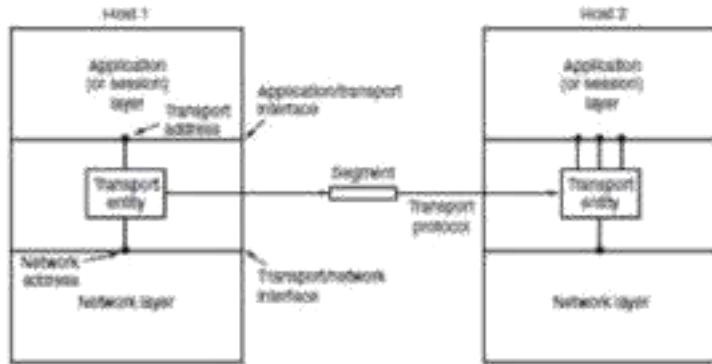 Host 1
Host 2
Application
(or session)
layer
Transport
address
Application/transport
interface
Application
(or session)
layer
Transport
entity
Segment
Transport
protocol
Transport
entity
Network
address
Network layer
Transport/network
interface
Network layer